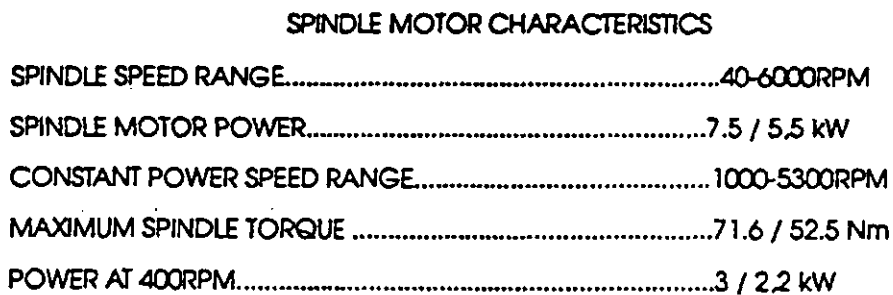 SPINDLE MOTOR CHARACTERISTICS
SPINDLE SPEED RANGE..........................................................................40-6000RPM
SPINDLE MOTOR POWER....................................................................7.5 / 5,5 kW
CONSTANT POWER SPEED RANGE..................................................1000-5300RPM
MAXIMUM SPINDLE TORQUE .............................................................71.6 / 52.5 Nm
POWER AT 400RPM.................................................................................3 / 2,2 kW